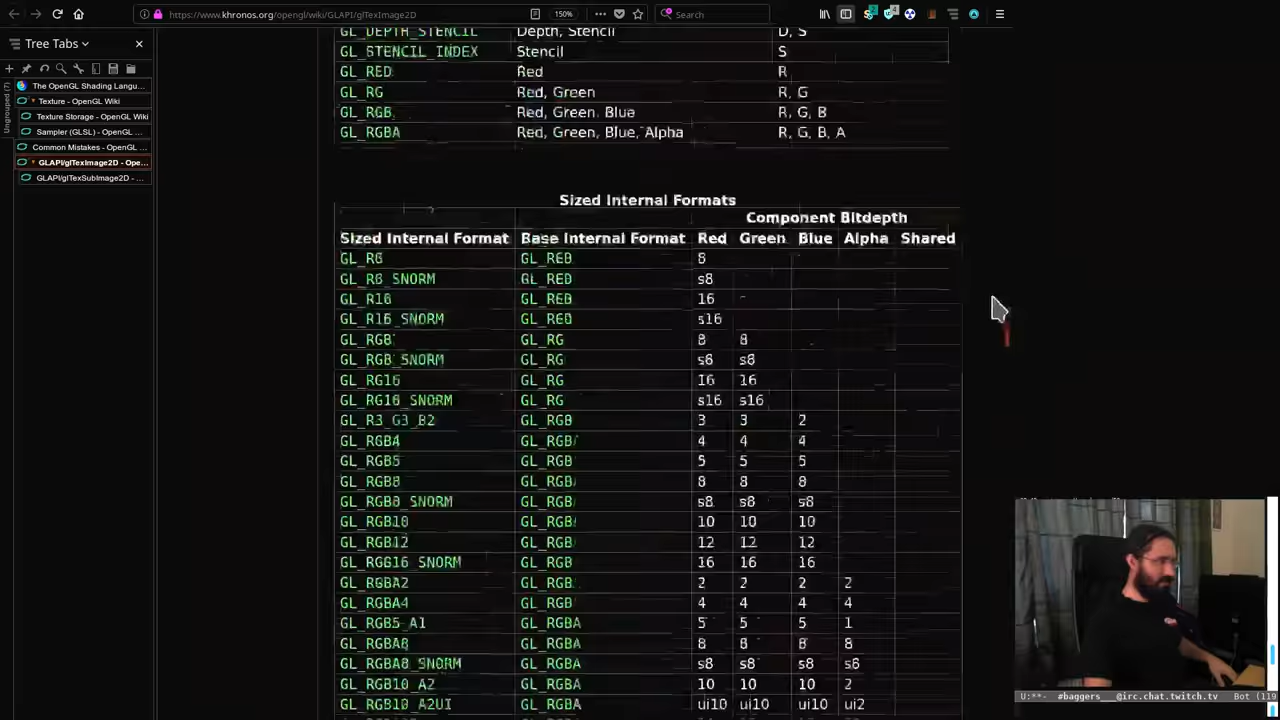 https://www.khronos.org/opengl/wiki/GLAPI/glTexImage2D
150%
Search
Tree Tabs
Ungrouped (7)
The OpenGL Shading Langu...
Texture - OpenGL Wiki
Texture Storage - OpenGL Wiki
Sampler (GLSL) - OpenGL ...
Common Mistakes - OpenGL ...
GLAPI/glTexImage2D - Ope...
GLAPI/glTexSubImage2D - ...
GL_DEPTH_STENCIL Depth, Stencil D, S
GL_STENCIL_INDEX Stencil S
GL_RED Red R
GL_RG Red, Green R, G
GL_RGB Red, Green, Blue R, G, B
GL_RGBA Red, Green, Blue, Alpha R, G, B, A
Sized Internal Formats
Component Bitdepth
Sized Internal Format Base Internal Format Red Green Blue Alpha Shared
GL_R8 GL_RED 8
GL_R8_SNORM GL_RED s8
GL_R16 GL_RED 16
GL_R16_SNORM GL_RED s16
GL_RG8 GL_RG 8 8
GL_RG8_SNORM GL_RG s8 s8
GL_RG16 GL_RG 16 16
GL_RG16_SNORM GL_RG s16 s16
GL_R3_G3_B2 GL_RGB 3 3 2
GL_RGB4 GL_RGB 4 4 4
GL_RGB5 GL_RGB 5 5 5
GL_RGB8 GL_RGB 8 8 8
GL_RGB8_SNORM GL_RGB s8 s8 s8
GL_RGB10 GL_RGB 10 10 10
GL_RGB12 GL_RGB 12 12 12
GL_RGB16_SNORM GL_RGB 16 16 16
GL_RGBA2 GL_RGB 2 2 2 2
GL_RGBA4 GL_RGB 4 4 4 4
GL_RGB5_A1 GL_RGBA 5 5 5 1
GL_RGBA8 GL_RGBA 8 8 8 8
GL_RGBA8_SNORM GL_RGBA s8 s8 s8 s8
GL_RGB10_A2 GL_RGBA 10 10 10 2
GL_RGB10_A2UI GL_RGBA ui10 ui10 ui10 ui2
U:**- #baggers___@irc.chat.twitch.tv Bot (119